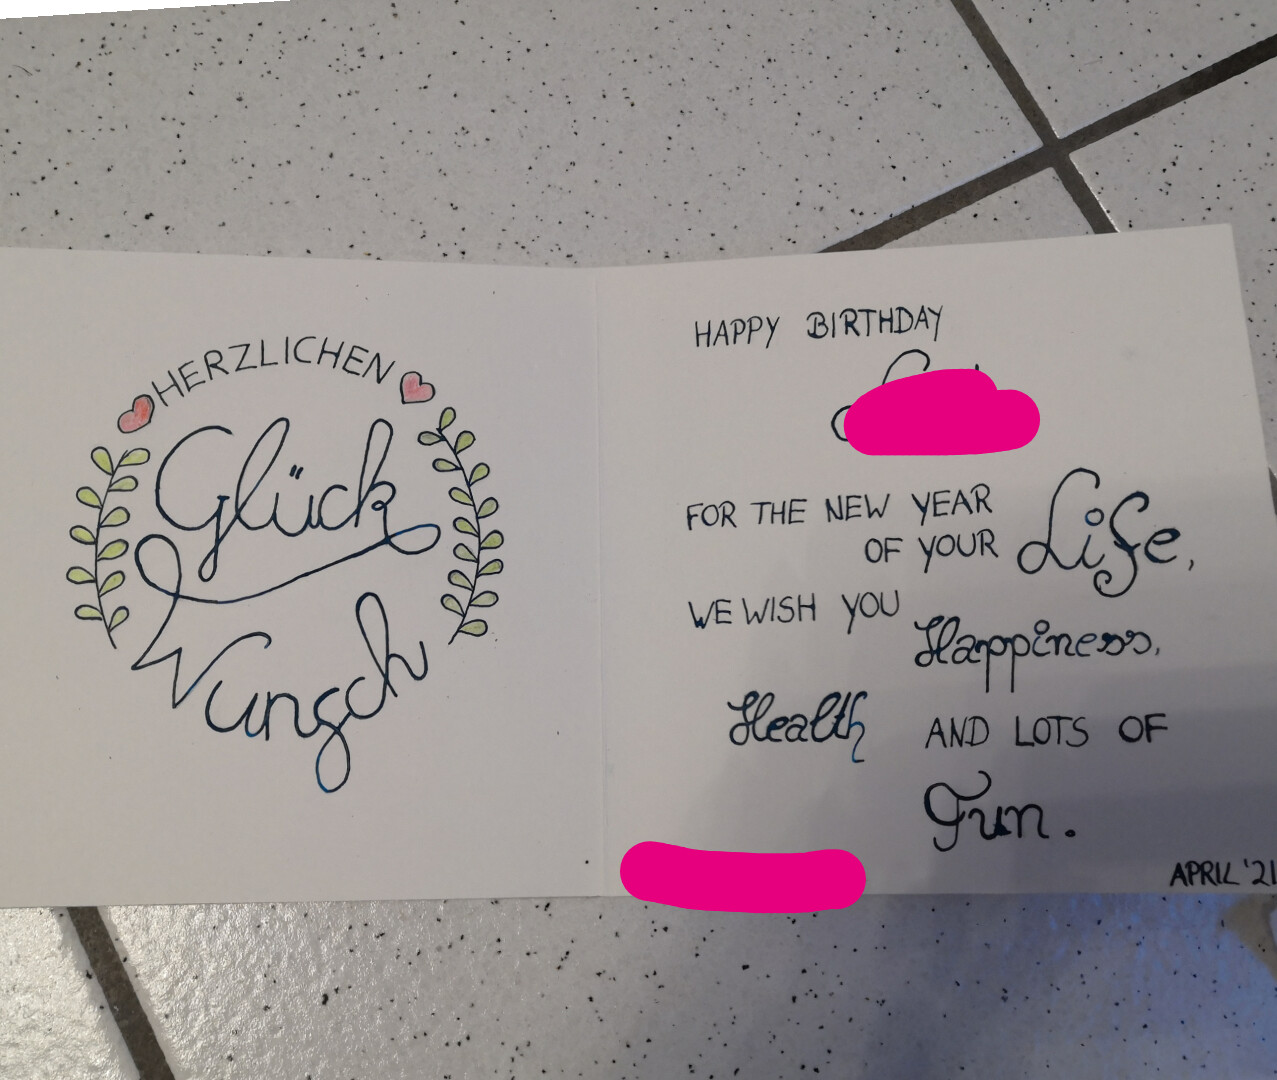 HERZLICHEN
Glück
Wunsch
HAPPY BIRTHDAY
FOR THE NEW YEAR
OF YOUR Life,
WE WISH YOU
Happiness,
Health AND LOTS OF
Fun.
APRIL '21